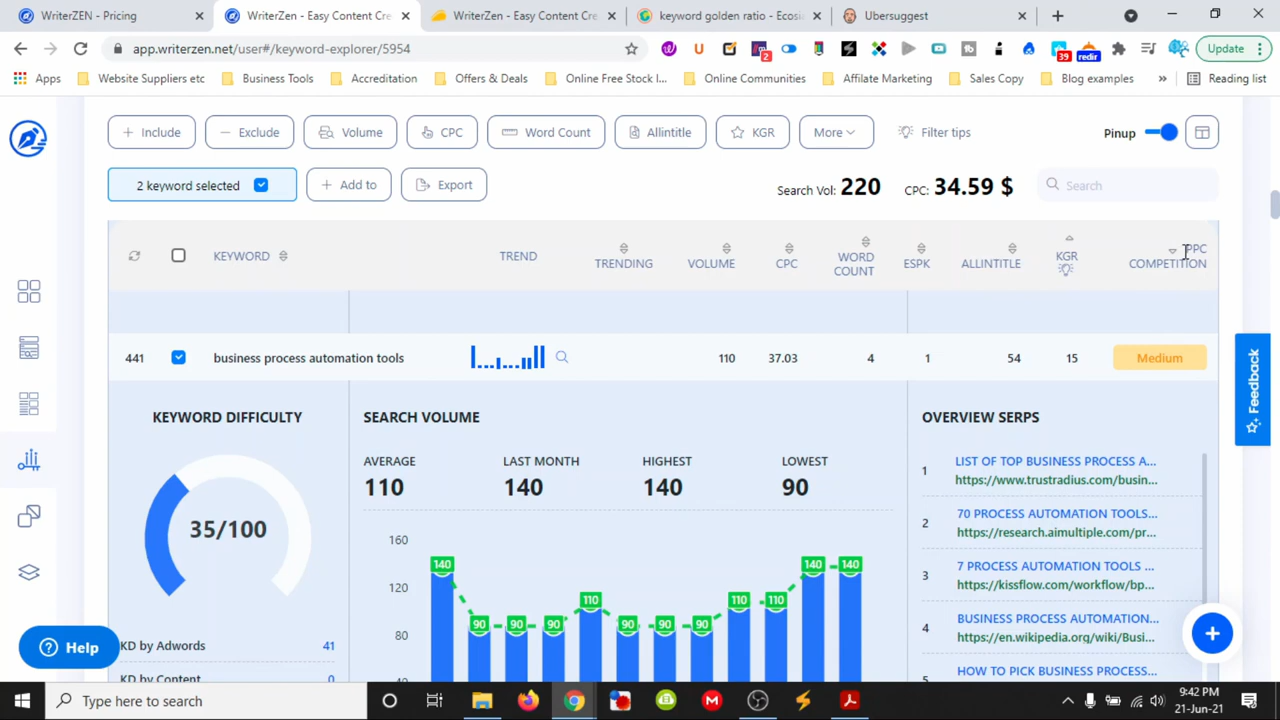 WriterZEN - Pricing
WriterZen - Easy Content Cre
WriterZen - Easy Content Cre
keyword golden ratio - Ecosia
Ubersuggest
app.writerzen.net/user#/keyword-explorer/5954
2
39
redir
Update
Apps
Website Suppliers etc
Business Tools
Accreditation
Offers & Deals
Online Free Stock I...
Online Communities
Affilate Marketing
Sales Copy
Blog examples
»
Reading list
+ Include
- Exclude
Volume
CPC
Word Count
Allintitle
KGR
More
Filter tips
Pinup
2 keyword selected
+ Add to
Export
Search Vol: 220
CPC: 34.59 $
Search
KEYWORD
TREND
TRENDING
VOLUME
CPC
WORD
COUNT
ESPK
ALLINTITLE
KGR
PPC
COMPETITION
441
business process automation tools
110
37.03
4
1
54
15
Medium
KEYWORD DIFFICULTY
35/100
KD by Adwords
41
KD by Content
0
SEARCH VOLUME
AVERAGE
110
LAST MONTH
140
HIGHEST
140
LOWEST
90
160
120
80
40
140
90
90
90
110
90
90
90
110
110
140
140
OVERVIEW SERPS
1
LIST OF TOP BUSINESS PROCESS A...
https://www.trustradius.com/busin...
2
70 PROCESS AUTOMATION TOOLS...
https://research.aimultiple.com/pr...
3
7 PROCESS AUTOMATION TOOLS ...
https://kissflow.com/workflow/bp...
4
BUSINESS PROCESS AUTOMATION...
https://en.wikipedia.org/wiki/Busi...
5
HOW TO PICK BUSINESS PROCESS...
Feedback
Help
Type here to search
9:42 PM
21-Jun-21